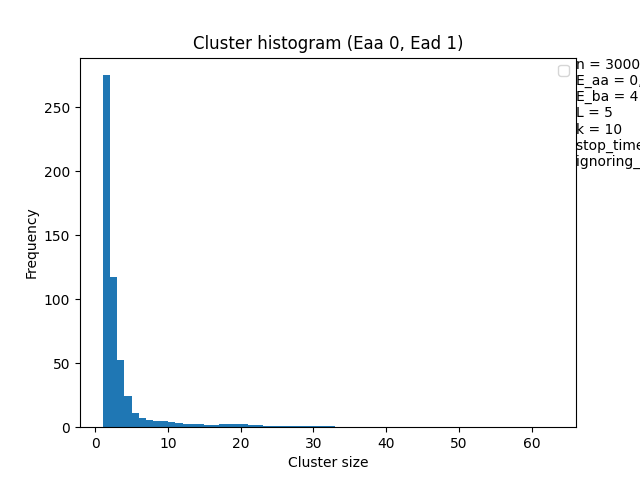 Cluster histogram (Eaa 0, Ead 1)
n = 3000
E_aa = 0,
E_ba = 4
L = 5
k = 10
stop_time
ignoring_
250
200
150
100
50
0
Frequency
0 10 20 30 40 50 60
Cluster size